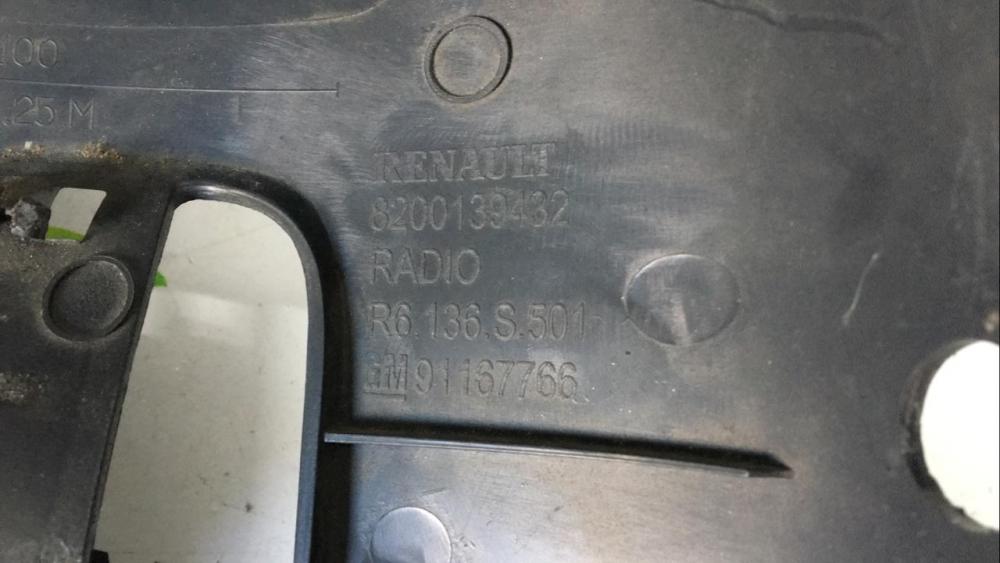 100
.25 M
RENAULT
8200139432
RADIO
R6.136.S.501
GM 91167766